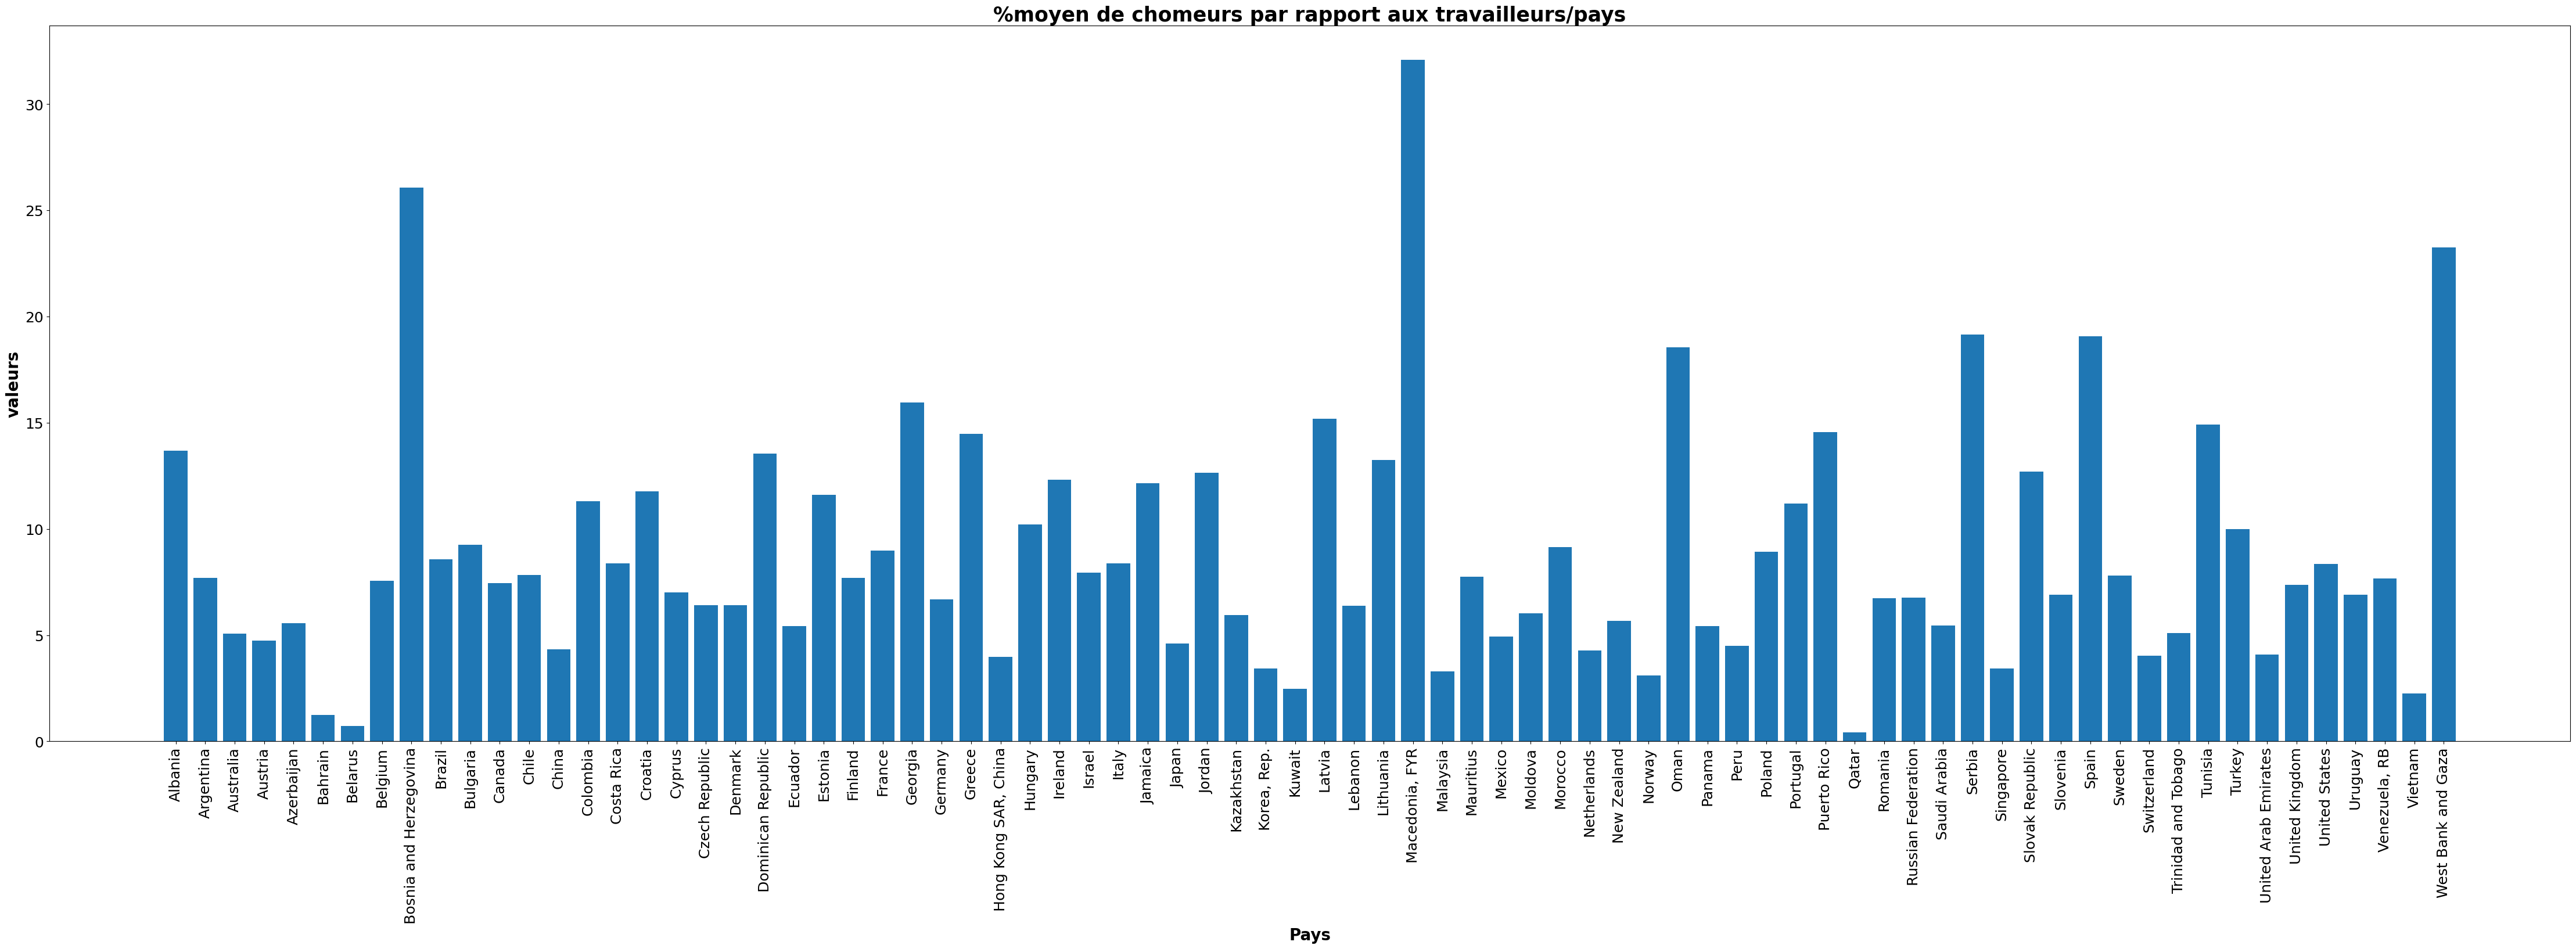 %moyen de chomeurs par rapport aux travailleurs/pays
valeurs
30
25
20
15
10
5
0
Albania
Argentina
Australia
Austria
Azerbaijan
Bahrain
Belarus
Belgium
Bosnia and Herzegovina
Brazil
Bulgaria
Canada
Chile
China
Colombia
Costa Rica
Croatia
Cyprus
Czech Republic
Denmark
Dominican Republic
Ecuador
Estonia
Finland
France
Georgia
Germany
Greece
Hong Kong SAR, China
Hungary
Ireland
Israel
Italy
Jamaica
Japan
Jordan
Kazakhstan
Korea, Rep.
Kuwait
Latvia
Lebanon
Lithuania
Macedonia, FYR
Malaysia
Mauritius
Mexico
Moldova
Morocco
Netherlands
New Zealand
Norway
Oman
Panama
Peru
Poland
Portugal
Puerto Rico
Qatar
Romania
Russian Federation
Saudi Arabia
Serbia
Singapore
Slovak Republic
Slovenia
Spain
Sweden
Switzerland
Trinidad and Tobago
Tunisia
Turkey
United Arab Emirates
United Kingdom
United States
Uruguay
Venezuela, RB
Vietnam
West Bank and Gaza
Pays